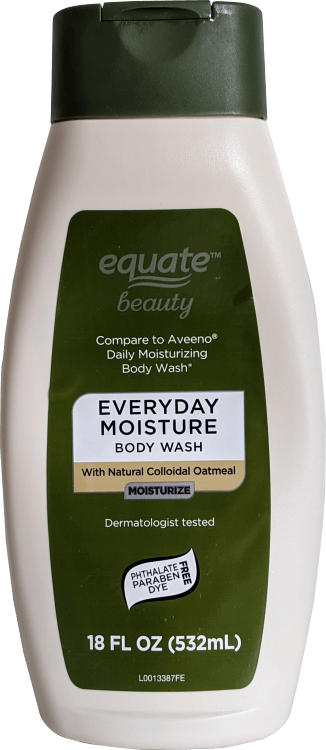 equate™
beauty
Compare to Aveeno®
Daily Moisturizing
Body Wash*
EVERYDAY
MOISTURE
BODY WASH
With Natural Colloidal Oatmeal
MOISTURIZE
Dermatologist tested
PHTHALATE
PARABEN
DYE
FREE
18 FL OZ (532mL)
L0013387FE